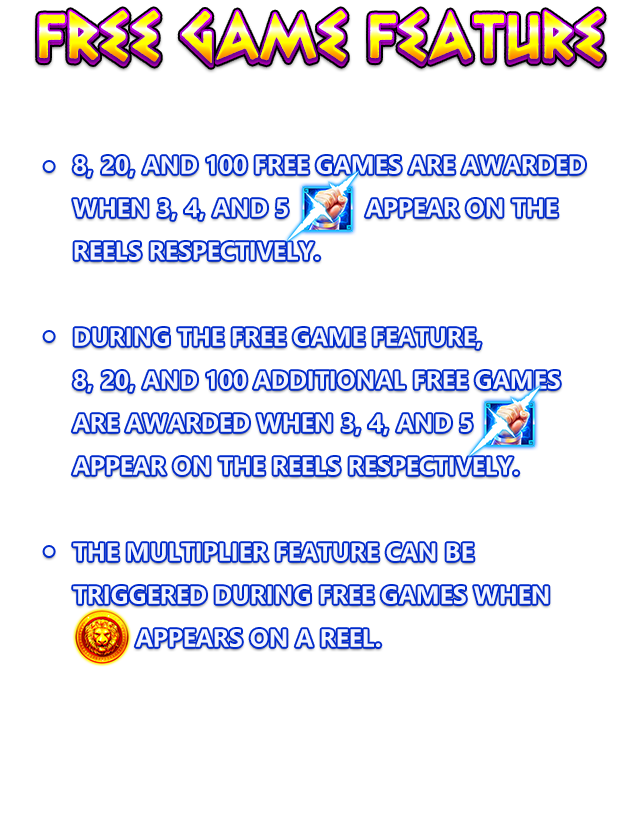 FREE GAME FEATURE
8, 20, AND 100 FREE GAMES ARE AWARDED
WHEN 3, 4, AND 5 APPEAR ON THE
REELS RESPECTIVELY.
DURING THE FREE GAME FEATURE,
8, 20, AND 100 ADDITIONAL FREE GAMES
ARE AWARDED WHEN 3, 4, AND 5
APPEAR ON THE REELS RESPECTIVELY.
THE MULTIPLIER FEATURE CAN BE
TRIGGERED DURING FREE GAMES WHEN
APPEARS ON A REEL.